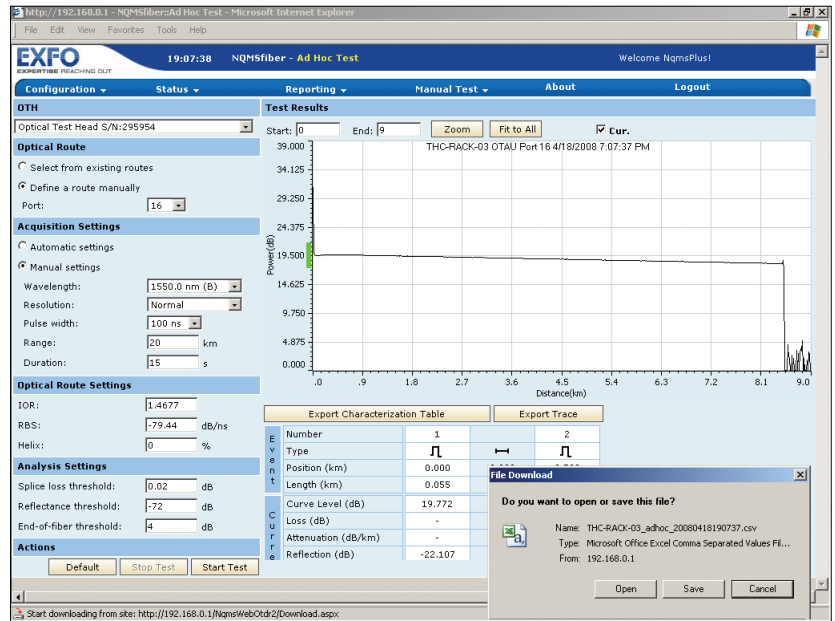 http://192.168.0.1 - NQMSfiber::Ad Hoc Test - Microsoft Internet Explorer
File Edit View Favorites Tools Help
EXFO
EXPERTISE REACHING OUT
19:07:38 NQMSfiber - Ad Hoc Test Welcome NqmsPlus!
Configuration Status Reporting Manual Test About Logout
OTH
Optical Test Head S/N:295954
Optical Route
Select from existing routes
Define a route manually
Port: 16
Acquisition Settings
Automatic settings
Manual settings
Wavelength: 1550.0 nm (B)
Resolution: Normal
Pulse width: 100 ns
Range: 20 km
Duration: 15 s
Optical Route Settings
IOR: 1.4677
RBS: -79.44 dB/ns
Helix: 0 %
Analysis Settings
Splice loss threshold: 0.02 dB
Reflectance threshold: -72 dB
End-of-fiber threshold: 4 dB
Actions
Default Stop Test Start Test
Test Results
Start: 0 End: 9 Zoom Fit to All Cur.
THC-RACK-03 OTAU Port 16 4/18/2008 7:07:37 PM
Power(dB)
39.000
34.125
29.250
24.375
19.500
14.625
9.750
4.875
0.000
.0 .9 1.8 2.7 3.6 4.5 5.4 6.3 7.2 8.1 9.0
Distance(km)
Export Characterization Table Export Trace
Event
Number 1 2
Type
Position (km) 0.000
Length (km) 0.055
Curve
Curve Level (dB) 19.772
Loss (dB) -
Attenuation (dB/km) -
Reflection (dB) -22.107
File Download
Do you want to open or save this file?
Name: THC-RACK-03_adhoc_20080418190737.csv
Type: Microsoft Office Excel Comma Separated Values Fil...
From: 192.168.0.1
Open Save Cancel
Start downloading from site: http://192.168.0.1/NqmsWebOtdr2/Download.aspx